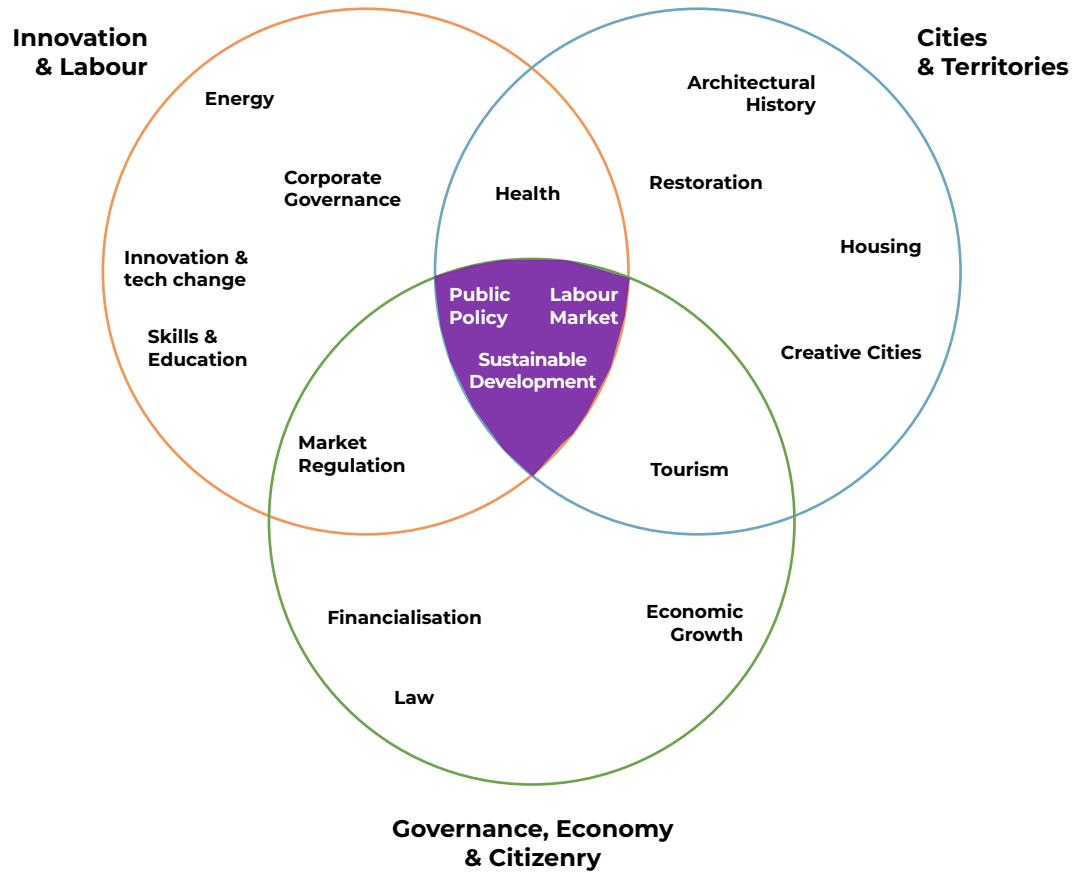 Innovation
& Labour
Cities
& Territories
Energy
Architectural
History
Corporate
Governance
Health
Restoration
Innovation &
tech change
Housing
Skills &
Education
Public
Policy
Labour
Market
Sustainable
Development
Creative Cities
Market
Regulation
Tourism
Financialisation
Economic
Growth
Law
Governance, Economy
& Citizenry